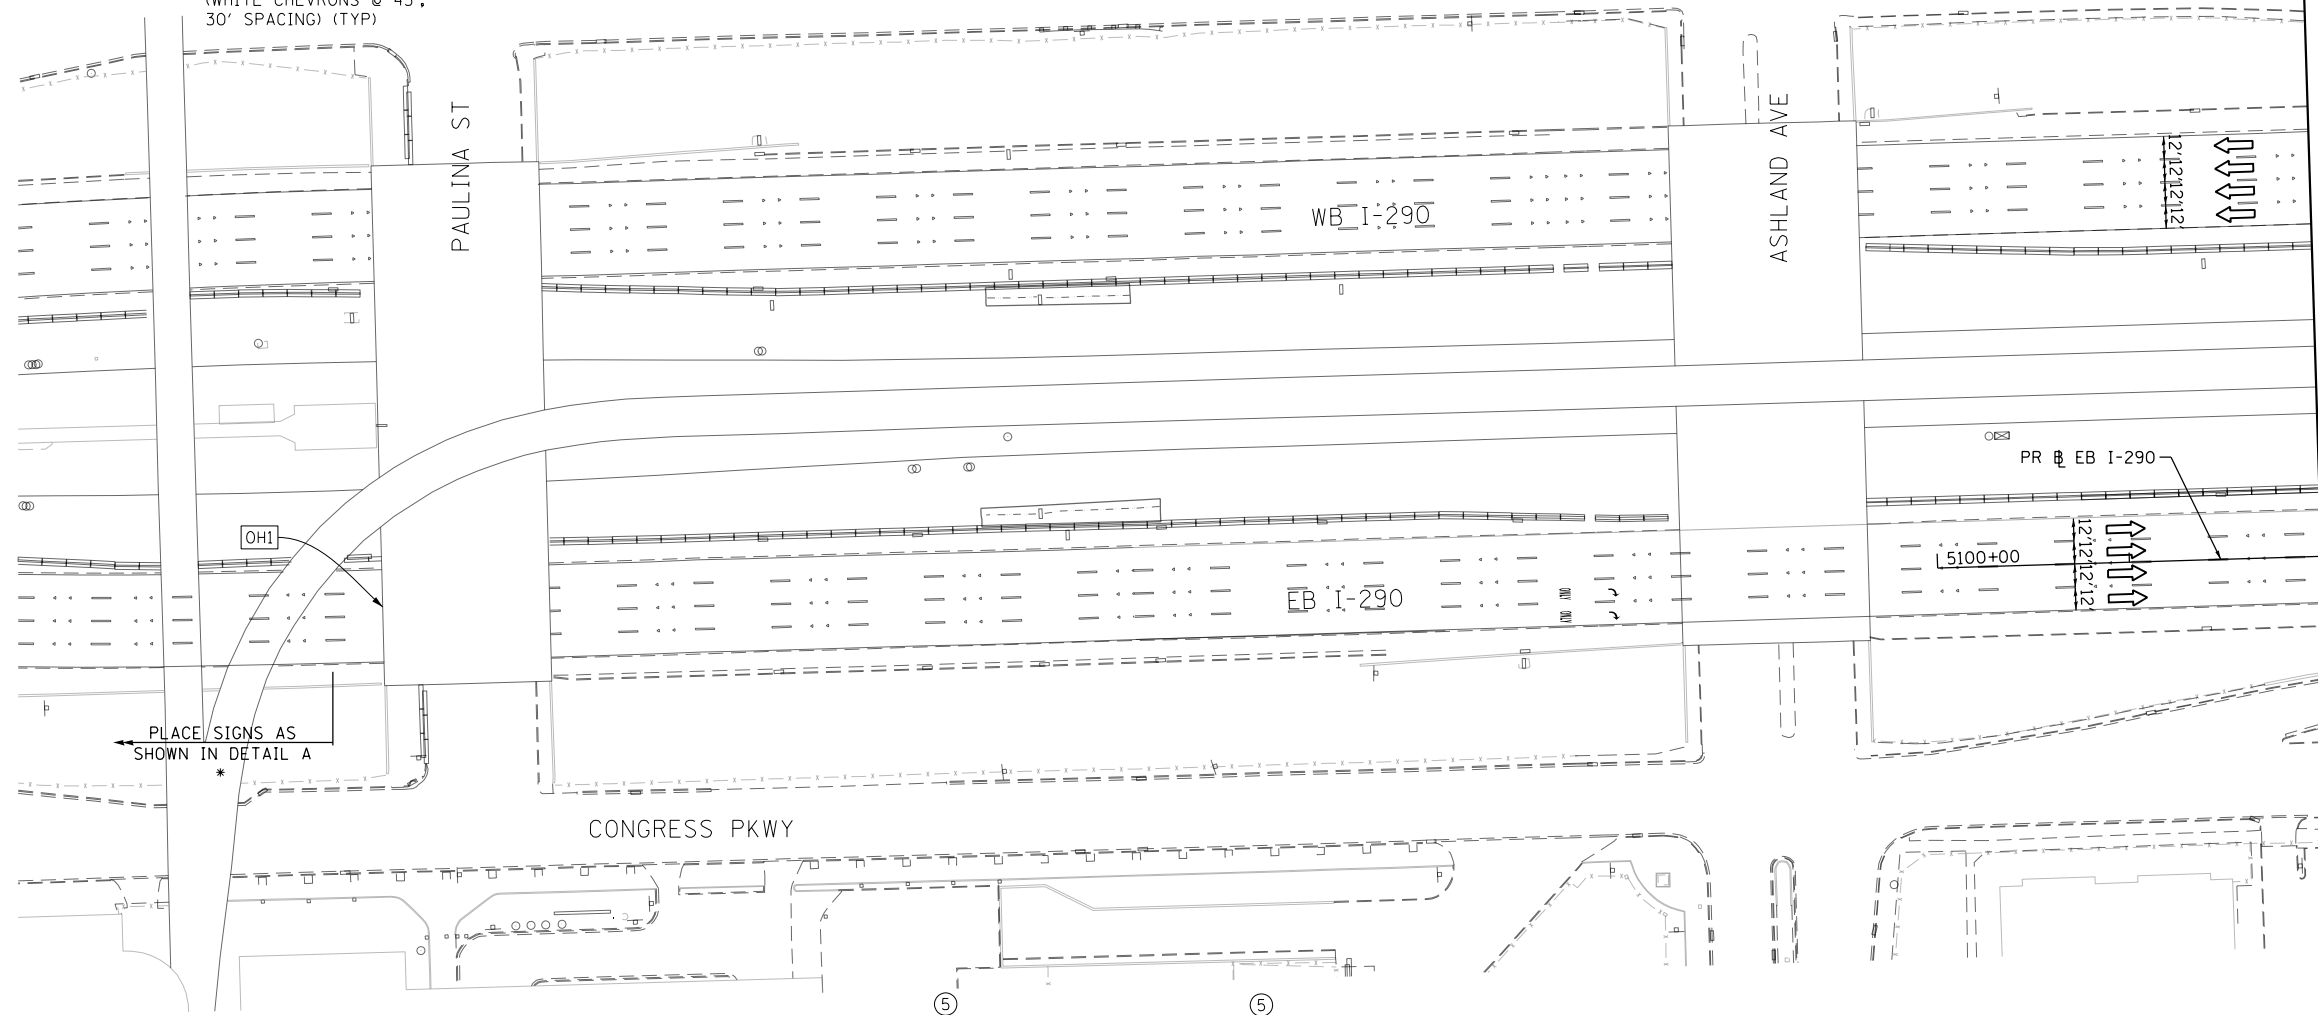 (WHITE CHEVRONS @ 45',
30' SPACING) (TYP)
PAULINA ST
ASHLAND AVE
12' 12' 12' 12'
WB I-290
PR B EB I-290
OH1
12' 12' 12' 12'
5100+00
EB I-290
ONLY
ONLY
PLACE SIGNS AS
SHOWN IN DETAIL A
*
CONGRESS PKWY
5
5